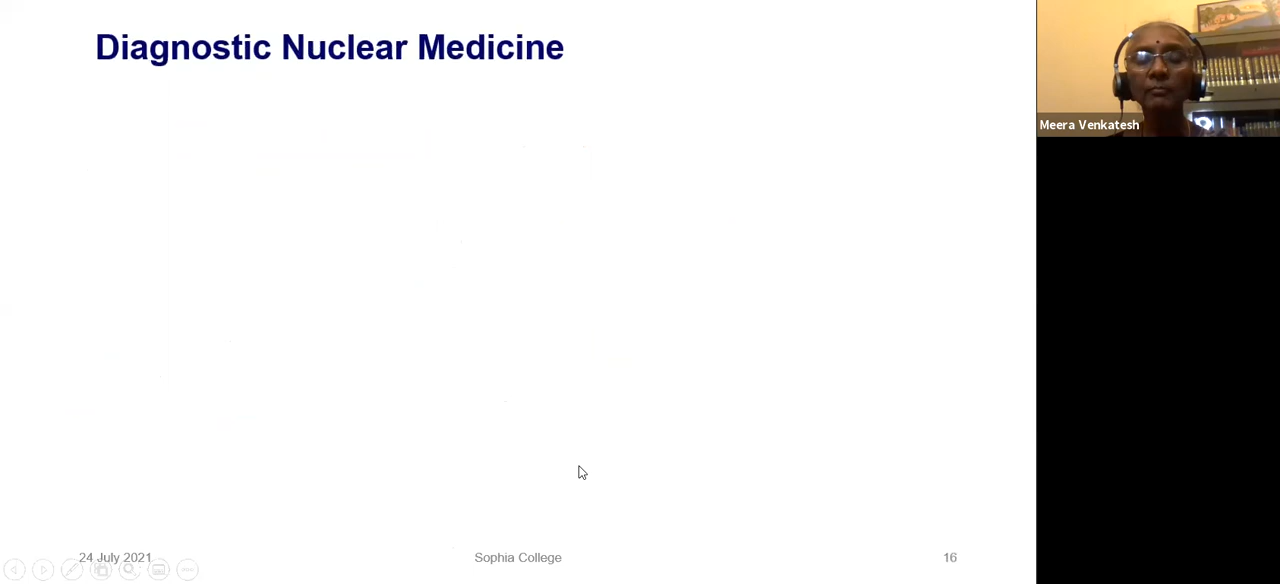 Diagnostic Nuclear Medicine
Meera Venkatesh
24 July 2021
Sophia College
16